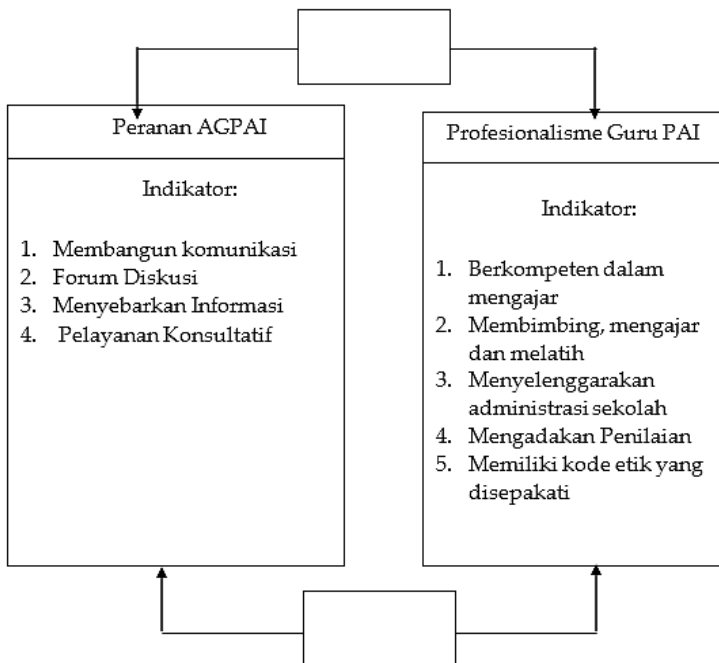 Peranan AGPAI
Indikator:
1. Membangun komunikasi
2. Forum Diskusi
3. Menyebarkan Informasi
4. Pelayanan Konsultatif
Profesionalisme Guru PAI
Indikator:
1. Berkompeten dalam
mengajar
2. Membimbing, mengajar
dan melatih
3. Menyelenggarakan
administrasi sekolah
4. Mengadakan Penilaian
5. Memiliki kode etik yang
disepakati